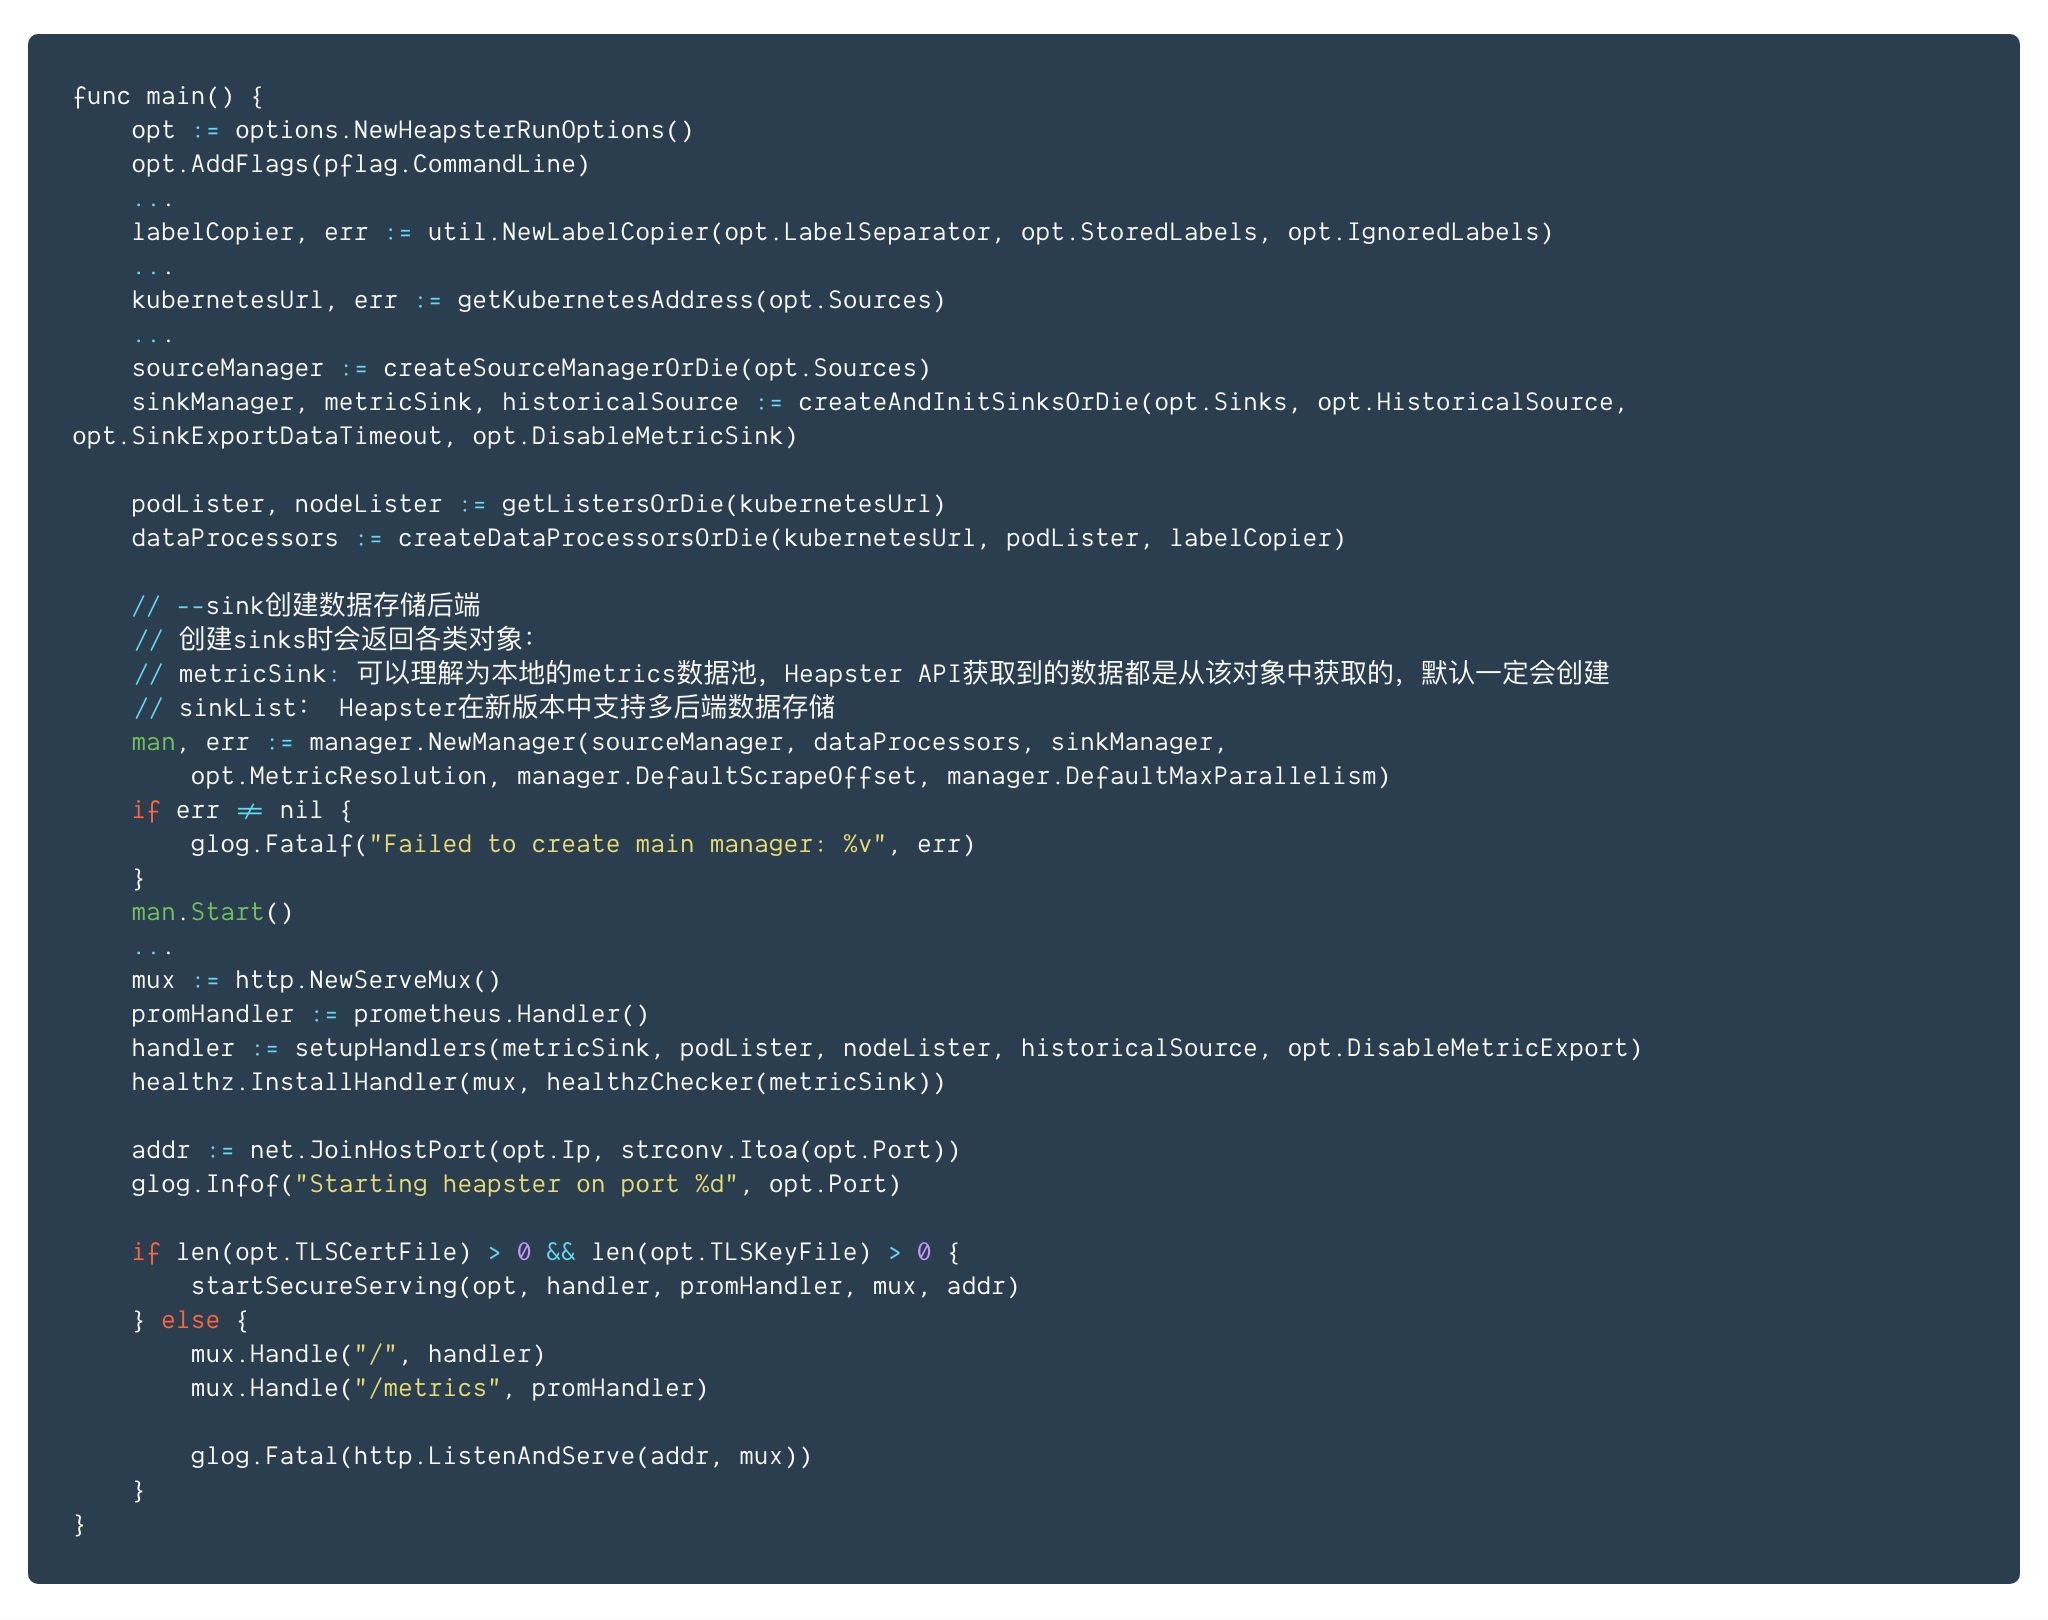 func main() {
    opt := options.NewHeapsterRunOptions()
    opt.AddFlags(pflag.CommandLine)
    ...
    labelCopier, err := util.NewLabelCopier(opt.LabelSeparator, opt.StoredLabels, opt.IgnoredLabels)
    ...
    kubernetesUrl, err := getKubernetesAddress(opt.Sources)
    ...
    sourceManager := createSourceManagerOrDie(opt.Sources)
    sinkManager, metricSink, historicalSource := createAndInitSinksOrDie(opt.Sinks, opt.HistoricalSource,
opt.SinkExportDataTimeout, opt.DisableMetricSink)

    podLister, nodeLister := getListersOrDie(kubernetesUrl)
    dataProcessors := createDataProcessorsOrDie(kubernetesUrl, podLister, labelCopier)

    // --sink创建数据存储后端
    // 创建sinks时会返回各类对象：
    // metricSink: 可以理解为本地的metrics数据池，Heapster API获取到的数据都是从该对象中获取的，默认一定会创建
    // sinkList： Heapster在新版本中支持多后端数据存储
    man, err := manager.NewManager(sourceManager, dataProcessors, sinkManager,
        opt.MetricResolution, manager.DefaultScrapeOffset, manager.DefaultMaxParallelism)
    if err != nil {
        glog.Fatalf("Failed to create main manager: %v", err)
    }
    man.Start()
    ...
    mux := http.NewServeMux()
    promHandler := prometheus.Handler()
    handler := setupHandlers(metricSink, podLister, nodeLister, historicalSource, opt.DisableMetricExport)
    healthz.InstallHandler(mux, healthzChecker(metricSink))

    addr := net.JoinHostPort(opt.Ip, strconv.Itoa(opt.Port))
    glog.Infof("Starting heapster on port %d", opt.Port)

    if len(opt.TLSCertFile) > 0 && len(opt.TLSKeyFile) > 0 {
        startSecureServing(opt, handler, promHandler, mux, addr)
    } else {
        mux.Handle("/", handler)
        mux.Handle("/metrics", promHandler)

        glog.Fatal(http.ListenAndServe(addr, mux))
    }
}